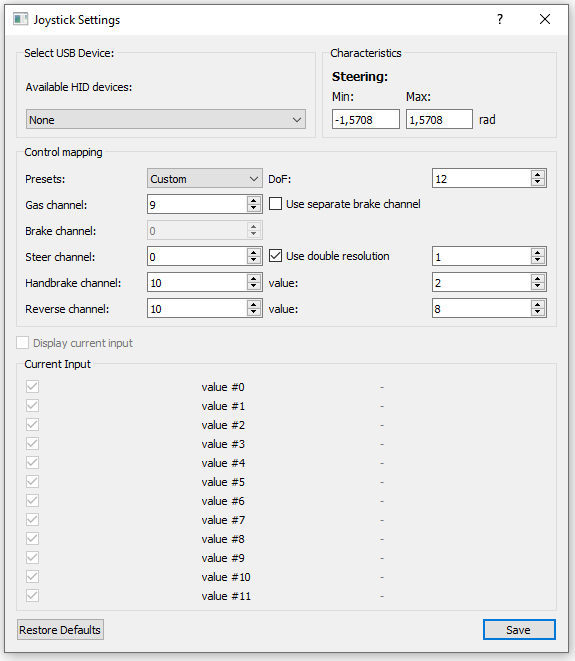 Joystick Settings
Select USB Device:
Available HID devices:
None
Characteristics
Steering:
Min: Max:
-1,5708 1,5708 rad
Control mapping
Presets: Custom DoF: 12
Gas channel: 9 Use separate brake channel
Brake channel: 0
Steer channel: 0 Use double resolution 1
Handbrake channel: 10 value: 2
Reverse channel: 10 value: 8
Display current input
Current Input
value #0 -
value #1 -
value #2 -
value #3 -
value #4 -
value #5 -
value #6 -
value #7 -
value #8 -
value #9 -
value #10 -
value #11 -
Restore Defaults Save